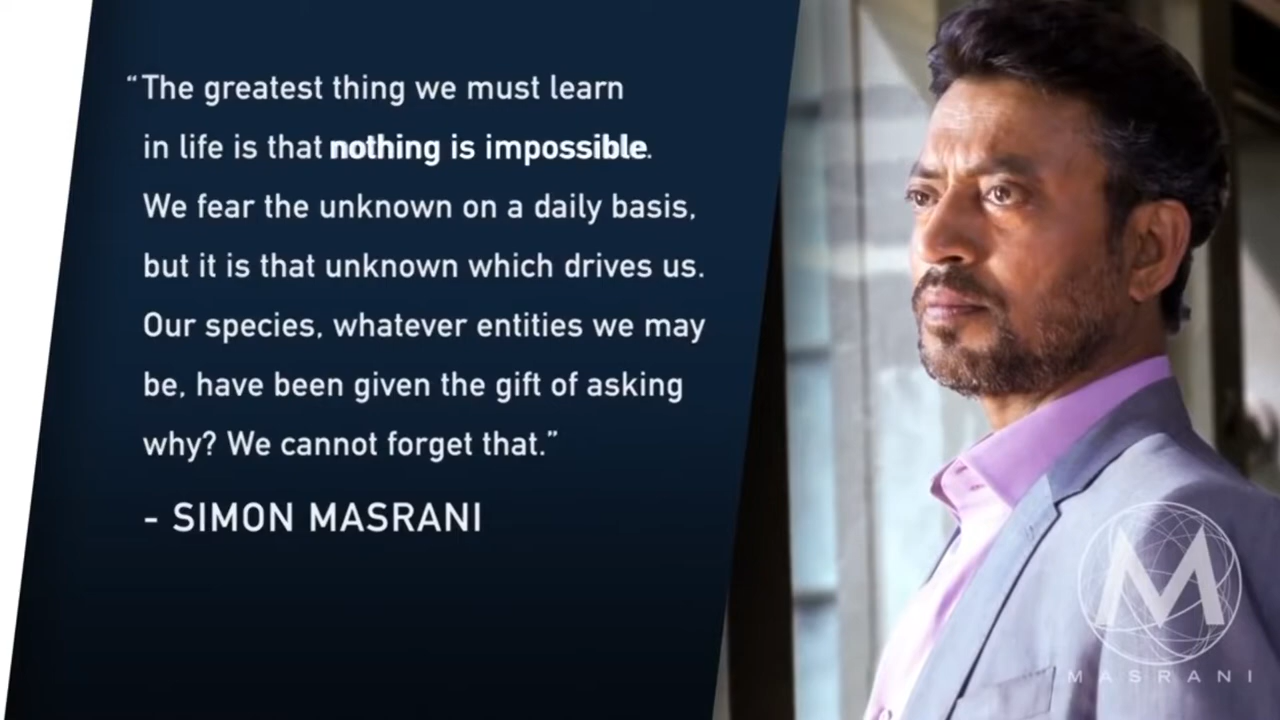 “The greatest thing we must learn
in life is that nothing is impossible.
We fear the unknown on a daily basis,
but it is that unknown which drives us.
Our species, whatever entities we may
be, have been given the gift of asking
why? We cannot forget that.”
- SIMON MASRANI
M
MASRANI